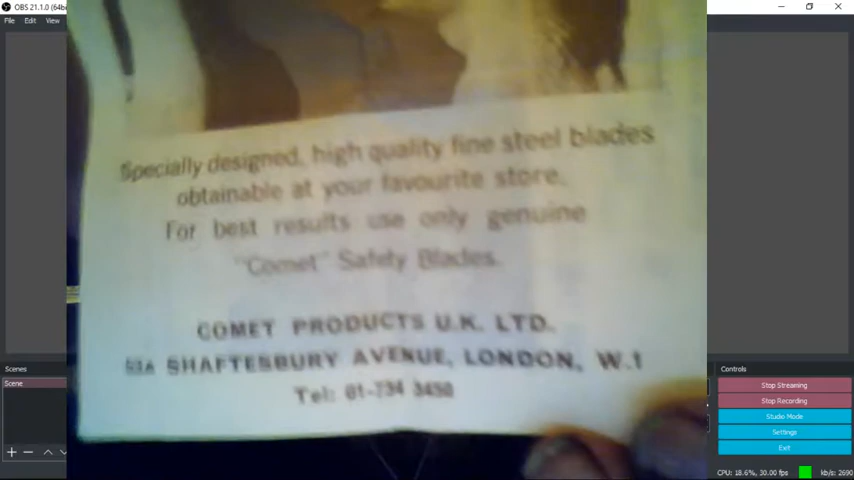 OBS 21.1.0 (64b
File Edit View
Specially designed, high quality fine steel blades
obtainable at your favourite store.
For best results use only genuine
"Comet" Safety Blades.
COMET PRODUCTS U.K. LTD.
SHAFTESBURY AVENUE, LONDON, W.1
Tel: 01-734 3450
Scenes
Scene
Controls
Stop Streaming
Stop Recording
Studio Mode
Settings
Exit
CPU: 18.6%, 30.00 fps
kb/s: 2690